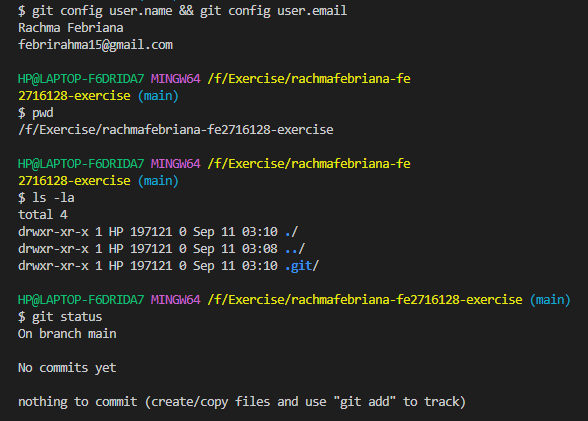 $ git config user.name && git config user.email
Rachma Febriana
febrirahma15@gmail.com
HP@LAPTOP-F6DRIDA7 MINGW64 /f/Exercise/rachmafebriana-fe
2716128-exercise (main)
$ pwd
/f/Exercise/rachmafebriana-fe2716128-exercise
HP@LAPTOP-F6DRIDA7 MINGW64 /f/Exercise/rachmafebriana-fe
2716128-exercise (main)
$ ls -la
total 4
drwxr-xr-x 1 HP 197121 0 Sep 11 03:10 ./
drwxr-xr-x 1 HP 197121 0 Sep 11 03:08 ../
drwxr-xr-x 1 HP 197121 0 Sep 11 03:10 .git/
HP@LAPTOP-F6DRIDA7 MINGW64 /f/Exercise/rachmafebriana-fe2716128-exercise (main)
$ git status
On branch main
No commits yet
nothing to commit (create/copy files and use "git add" to track)